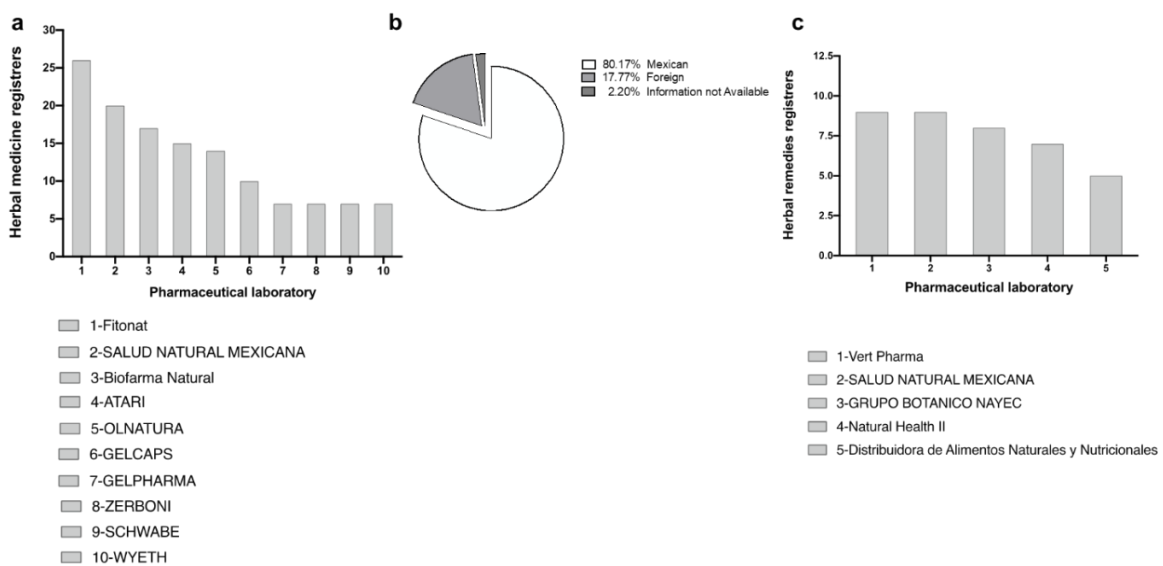 a
Herbal medicine registrers
30
25
20
15
10
5
0
1 2 3 4 5 6 7 8 9 10
Pharmaceutical laboratory
1-Fitonat
2-SALUD NATURAL MEXICANA
3-Biofarma Natural
4-ATARI
5-OLNATURA
6-GELCAPS
7-GELPHARMA
8-ZERBONI
9-SCHWABE
10-WYETH
b
80.17% Mexican
17.77% Foreign
2.20% Information not Available
c
Herbal remedies registrers
12.5
10.0
7.5
5.0
2.5
0.0
1 2 3 4 5
Pharmaceutical laboratory
1-Vert Pharma
2-SALUD NATURAL MEXICANA
3-GRUPO BOTANICO NAYEC
4-Natural Health II
5-Distribuidora de Alimentos Naturales y Nutricionales